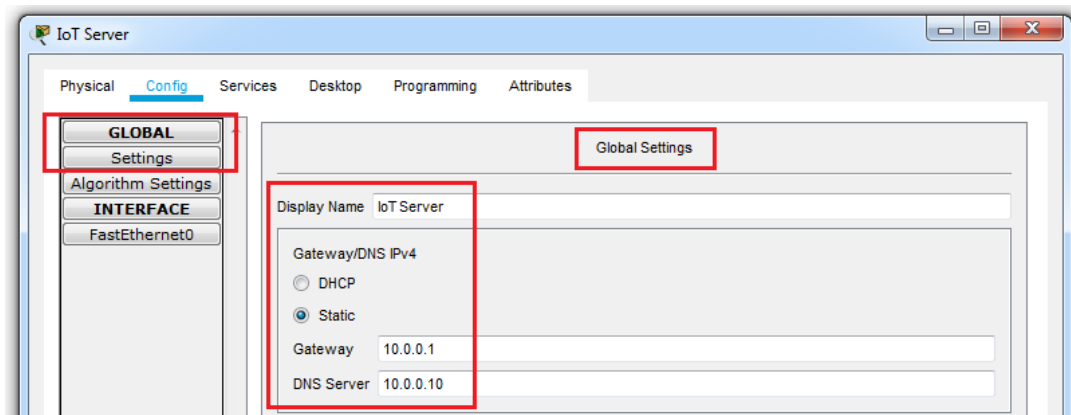 IoT Server
Physical Config Services Desktop Programming Attributes
GLOBAL
Settings
Algorithm Settings
INTERFACE
FastEthernet0
Global Settings
Display Name IoT Server
Gateway/DNS IPv4
DHCP
Static
Gateway 10.0.0.1
DNS Server 10.0.0.10